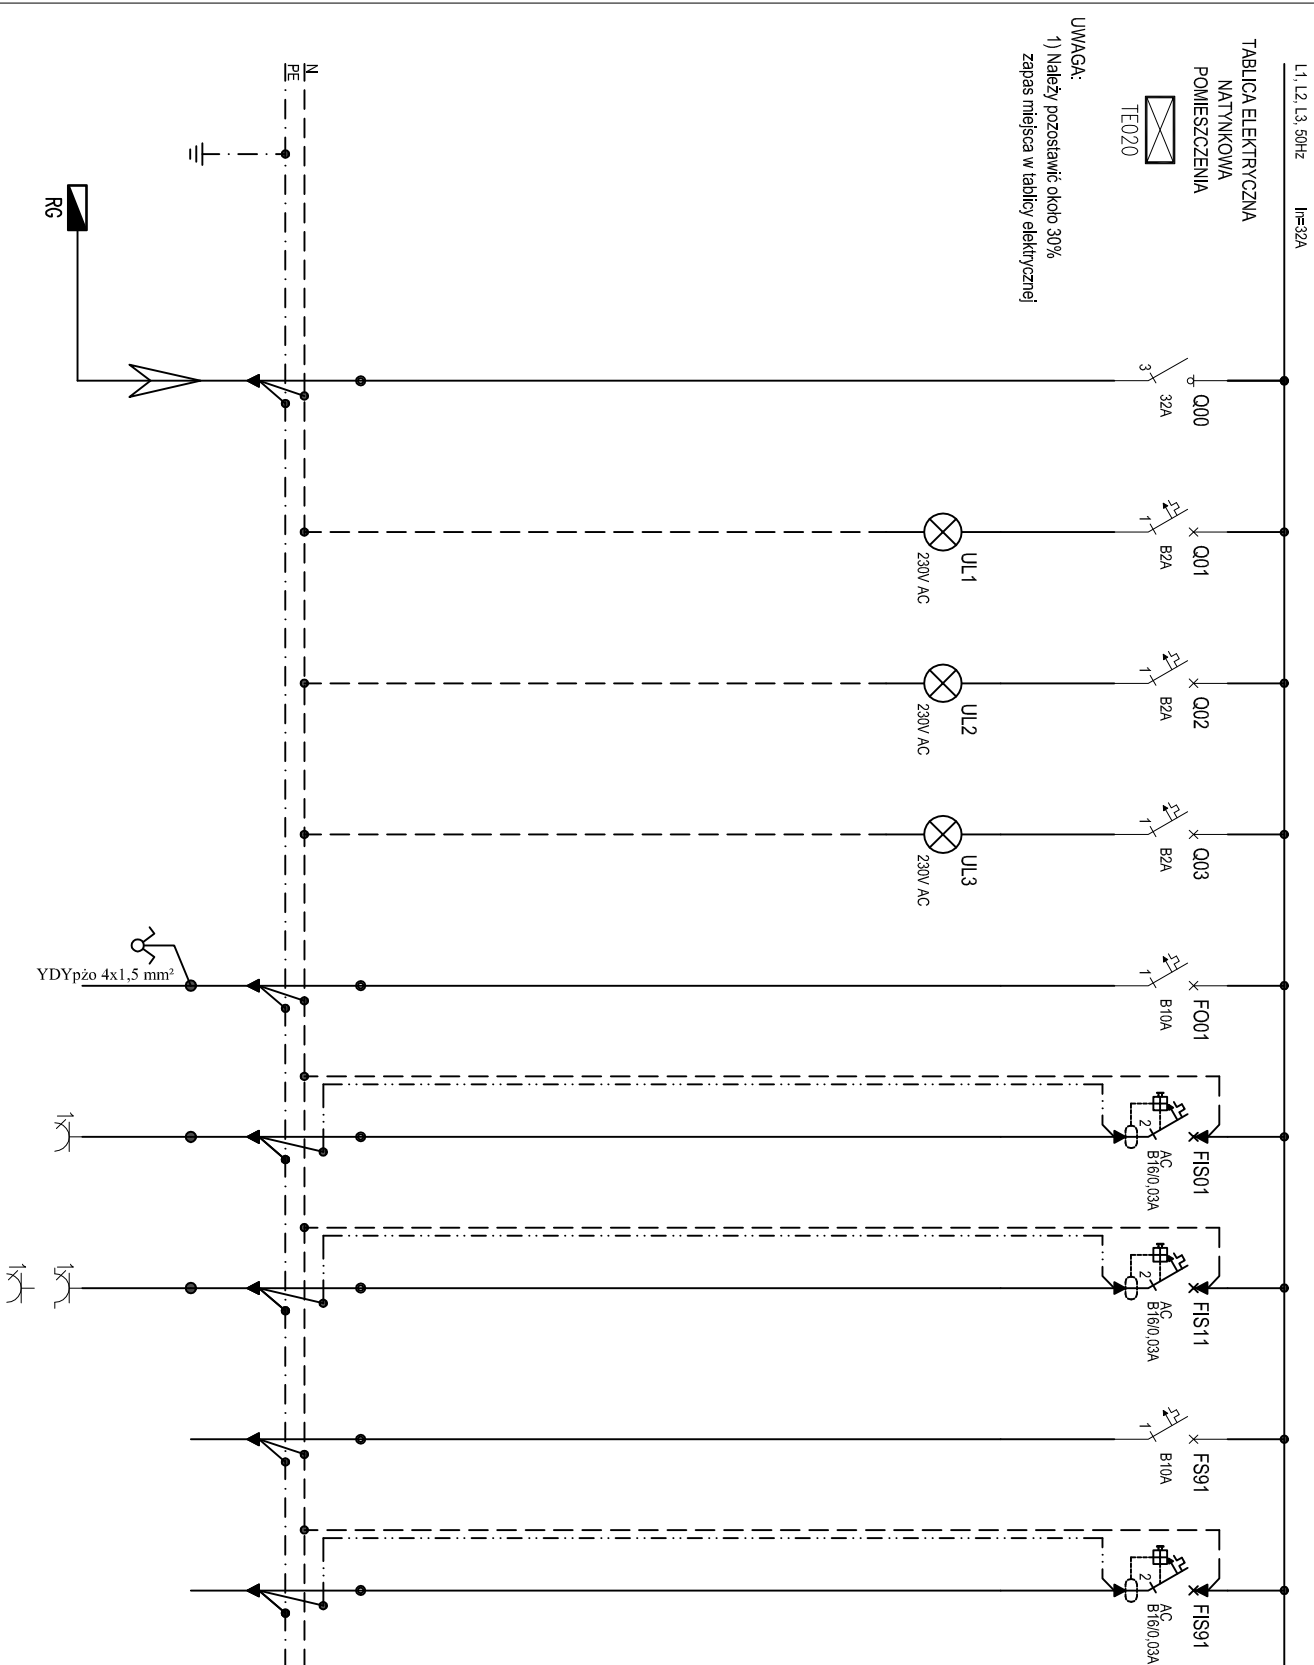 L1, L2, L3, 50Hz
In=32A
TABLICA ELEKTRYCZNA
NATYNKOWA
POMIESZCZENIA
TE020
UWAGA:
1) Należy pozostawić około 30%
zapas miejsca w tablicy elektrycznej
N
PE
RG
Q00
3
32A
Q01
1
B2A
UL1
230V AC
Q02
1
B2A
UL2
230V AC
Q03
1
B2A
UL3
230V AC
FO01
1
B10A
YDYpżo 4x1,5 mm²
FIS01
2
AC
B16/0,03A
1
FIS11
2
AC
B16/0,03A
1
1
FS91
1
B10A
FIS91
2
AC
B16/0,03A